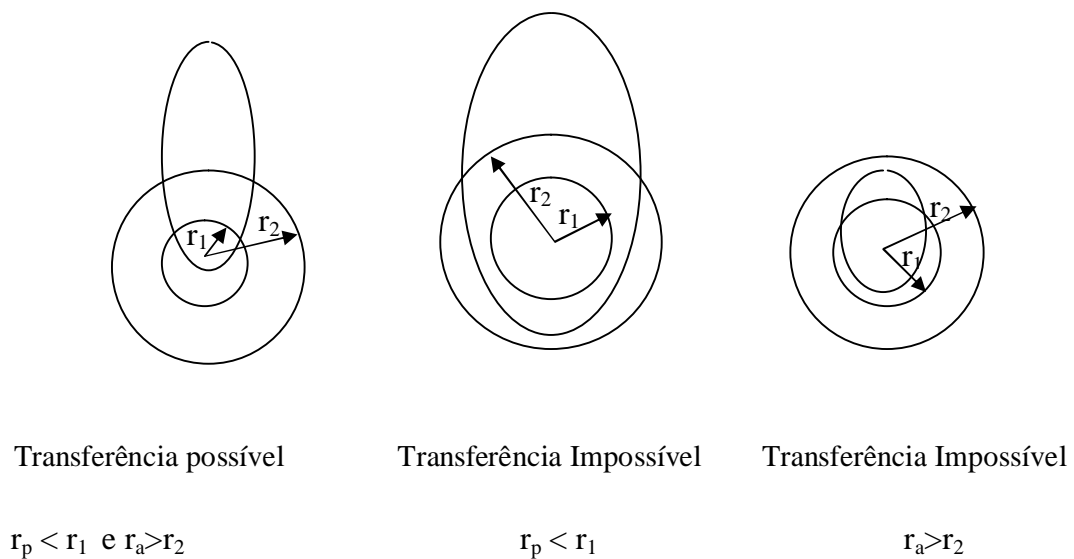 r₁ r₂
r₂
r₁
r₂
r₁
Transferência possível Transferência Impossível Transferência Impossível
rₚ < r₁ e rₐ>r₂ rₚ < r₁ rₐ>r₂